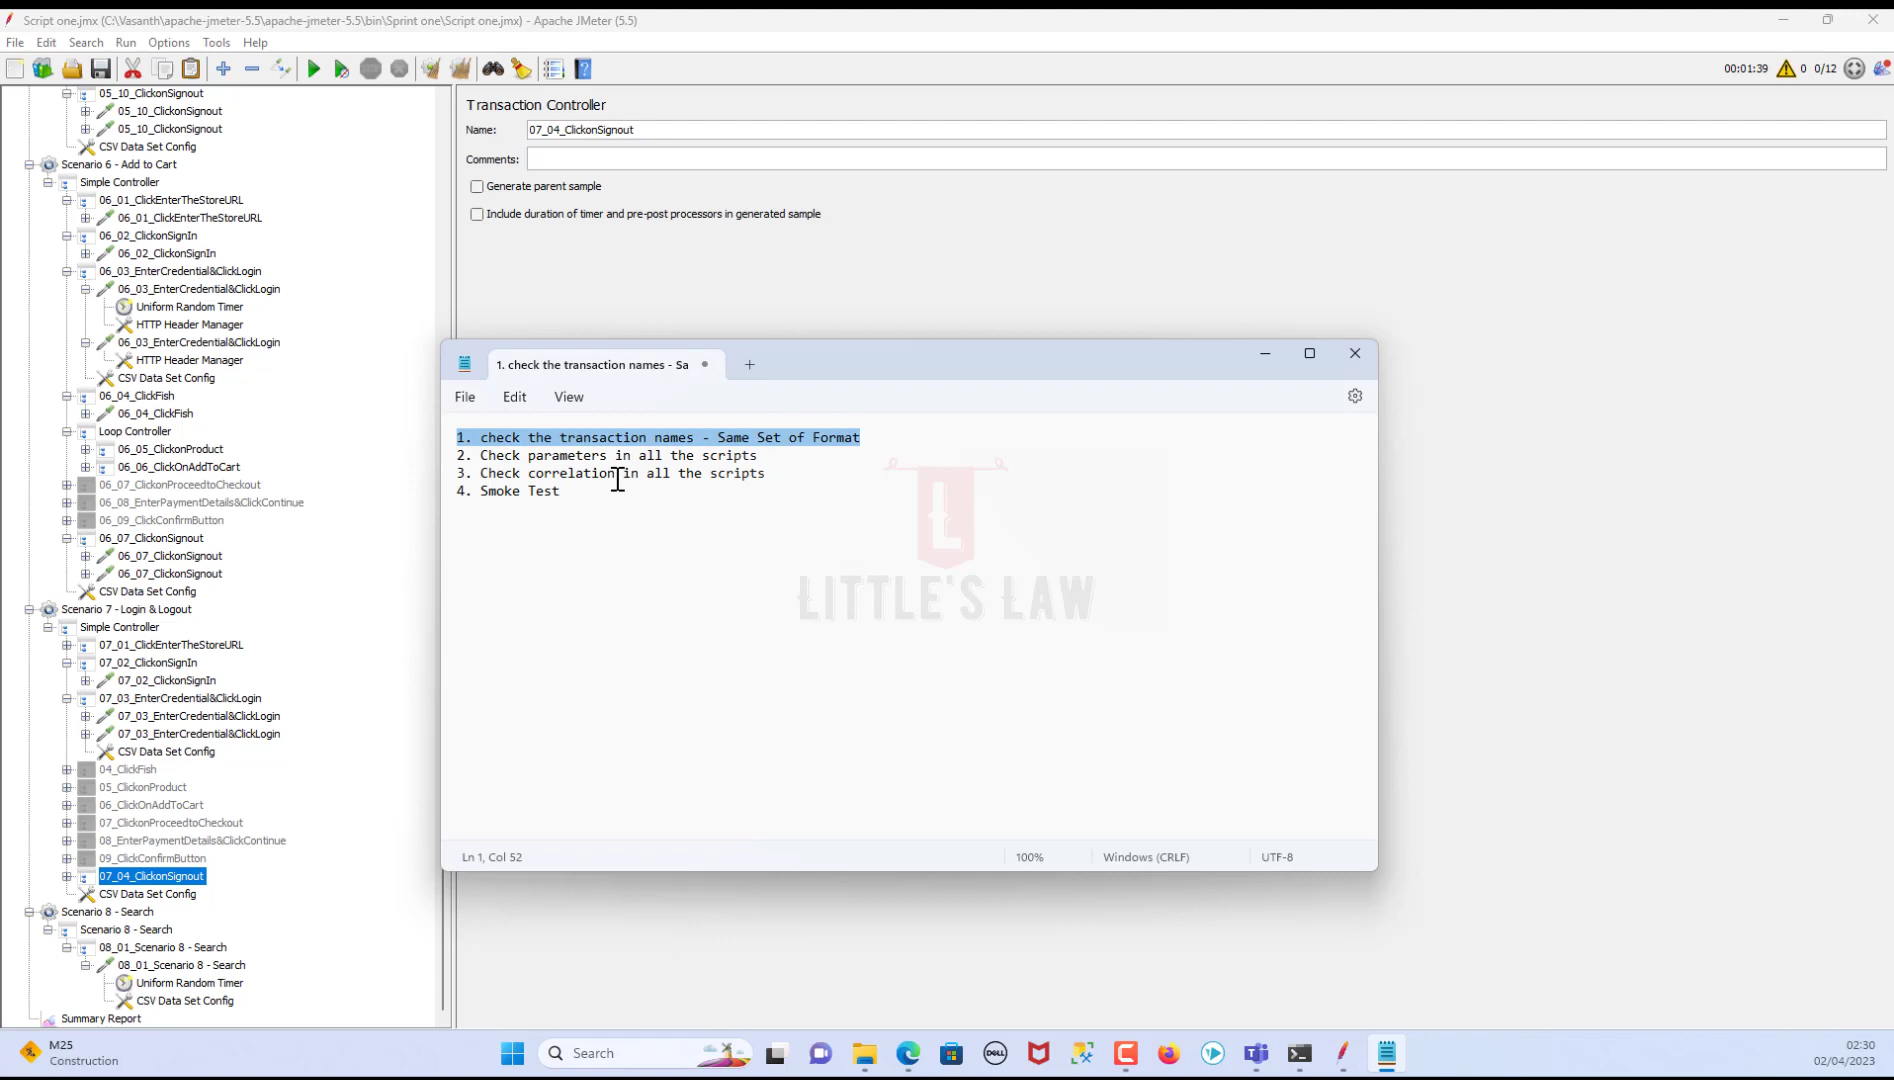 Script one.jmx (C:\Vasanth\apache-jmeter-5.5\apache-jmeter-5.5\bin\Sprint one\Script one.jmx) - Apache JMeter (5.5)
File Edit Search Run Options Tools Help
00:01:39 0 0/12
05_10_ClickonSignout
05_10_ClickonSignout
05_10_ClickonSignout
CSV Data Set Config
Scenario 6 - Add to Cart
Simple Controller
06_01_ClickEnterTheStoreURL
06_01_ClickEnterTheStoreURL
06_02_ClickonSignIn
06_02_ClickonSignIn
06_03_EnterCredential&ClickLogin
06_03_EnterCredential&ClickLogin
Uniform Random Timer
HTTP Header Manager
06_03_EnterCredential&ClickLogin
HTTP Header Manager
CSV Data Set Config
06_04_ClickFish
06_04_ClickFish
Loop Controller
06_05_ClickonProduct
06_06_ClickOnAddToCart
06_07_ClickonProceedtoCheckout
06_08_EnterPaymentDetails&ClickContinue
06_09_ClickConfirmButton
06_07_ClickonSignout
06_07_ClickonSignout
06_07_ClickonSignout
CSV Data Set Config
Scenario 7 - Login & Logout
Simple Controller
07_01_ClickEnterTheStoreURL
07_02_ClickonSignIn
07_02_ClickonSignIn
07_03_EnterCredential&ClickLogin
07_03_EnterCredential&ClickLogin
07_03_EnterCredential&ClickLogin
CSV Data Set Config
04_ClickFish
05_ClickonProduct
06_ClickOnAddToCart
07_ClickonProceedtoCheckout
08_EnterPaymentDetails&ClickContinue
09_ClickConfirmButton
07_04_ClickonSignout
CSV Data Set Config
Scenario 8 - Search
Scenario 8 - Search
08_01_Scenario 8 - Search
08_01_Scenario 8 - Search
Uniform Random Timer
CSV Data Set Config
Summary Report
Transaction Controller
Name: 07_04_ClickonSignout
Comments:
Generate parent sample
Include duration of timer and pre-post processors in generated sample
1. check the transaction names - Sa
File Edit View
1. check the transaction names - Same Set of Format
2. Check parameters in all the scripts
3. Check correlation in all the scripts
4. Smoke Test
L
LITTLE'S LAW
Ln 1, Col 52 100% Windows (CRLF) UTF-8
M25
Construction
Search
DELL
02:30
02/04/2023